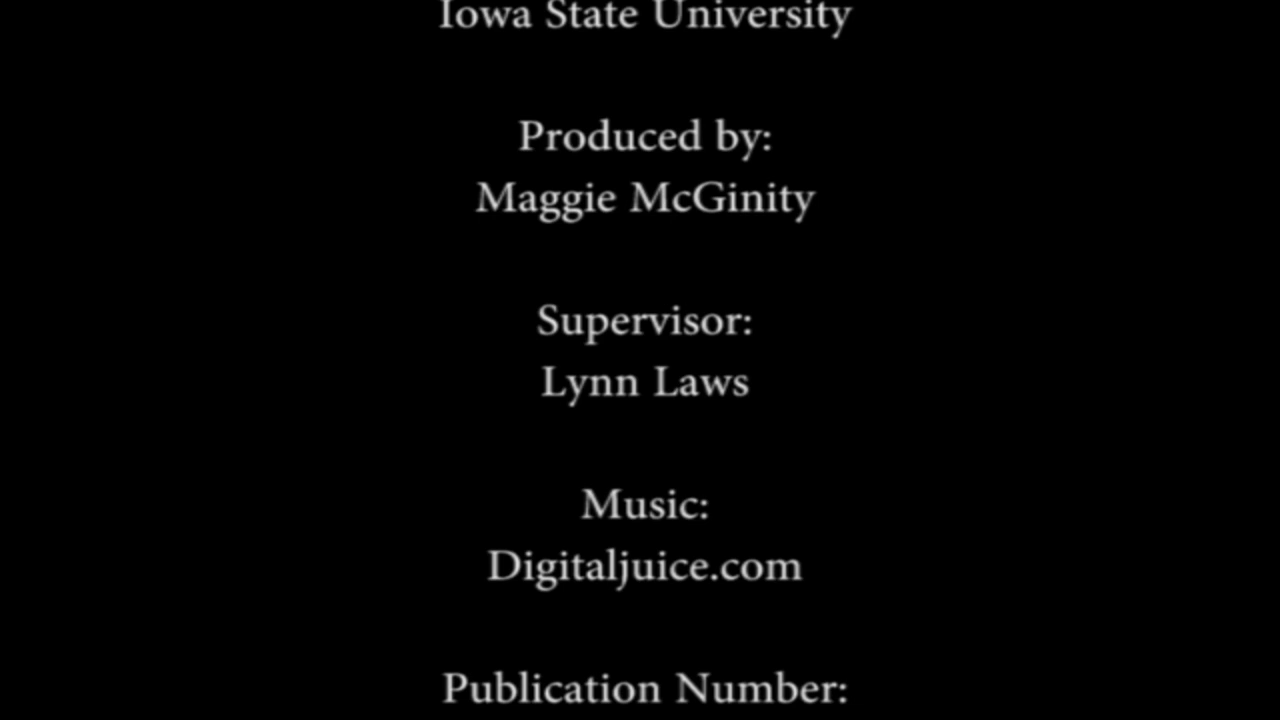 Iowa State University
Produced by:
Maggie McGinity
Supervisor:
Lynn Laws
Music:
Digitaljuice.com
Publication Number: